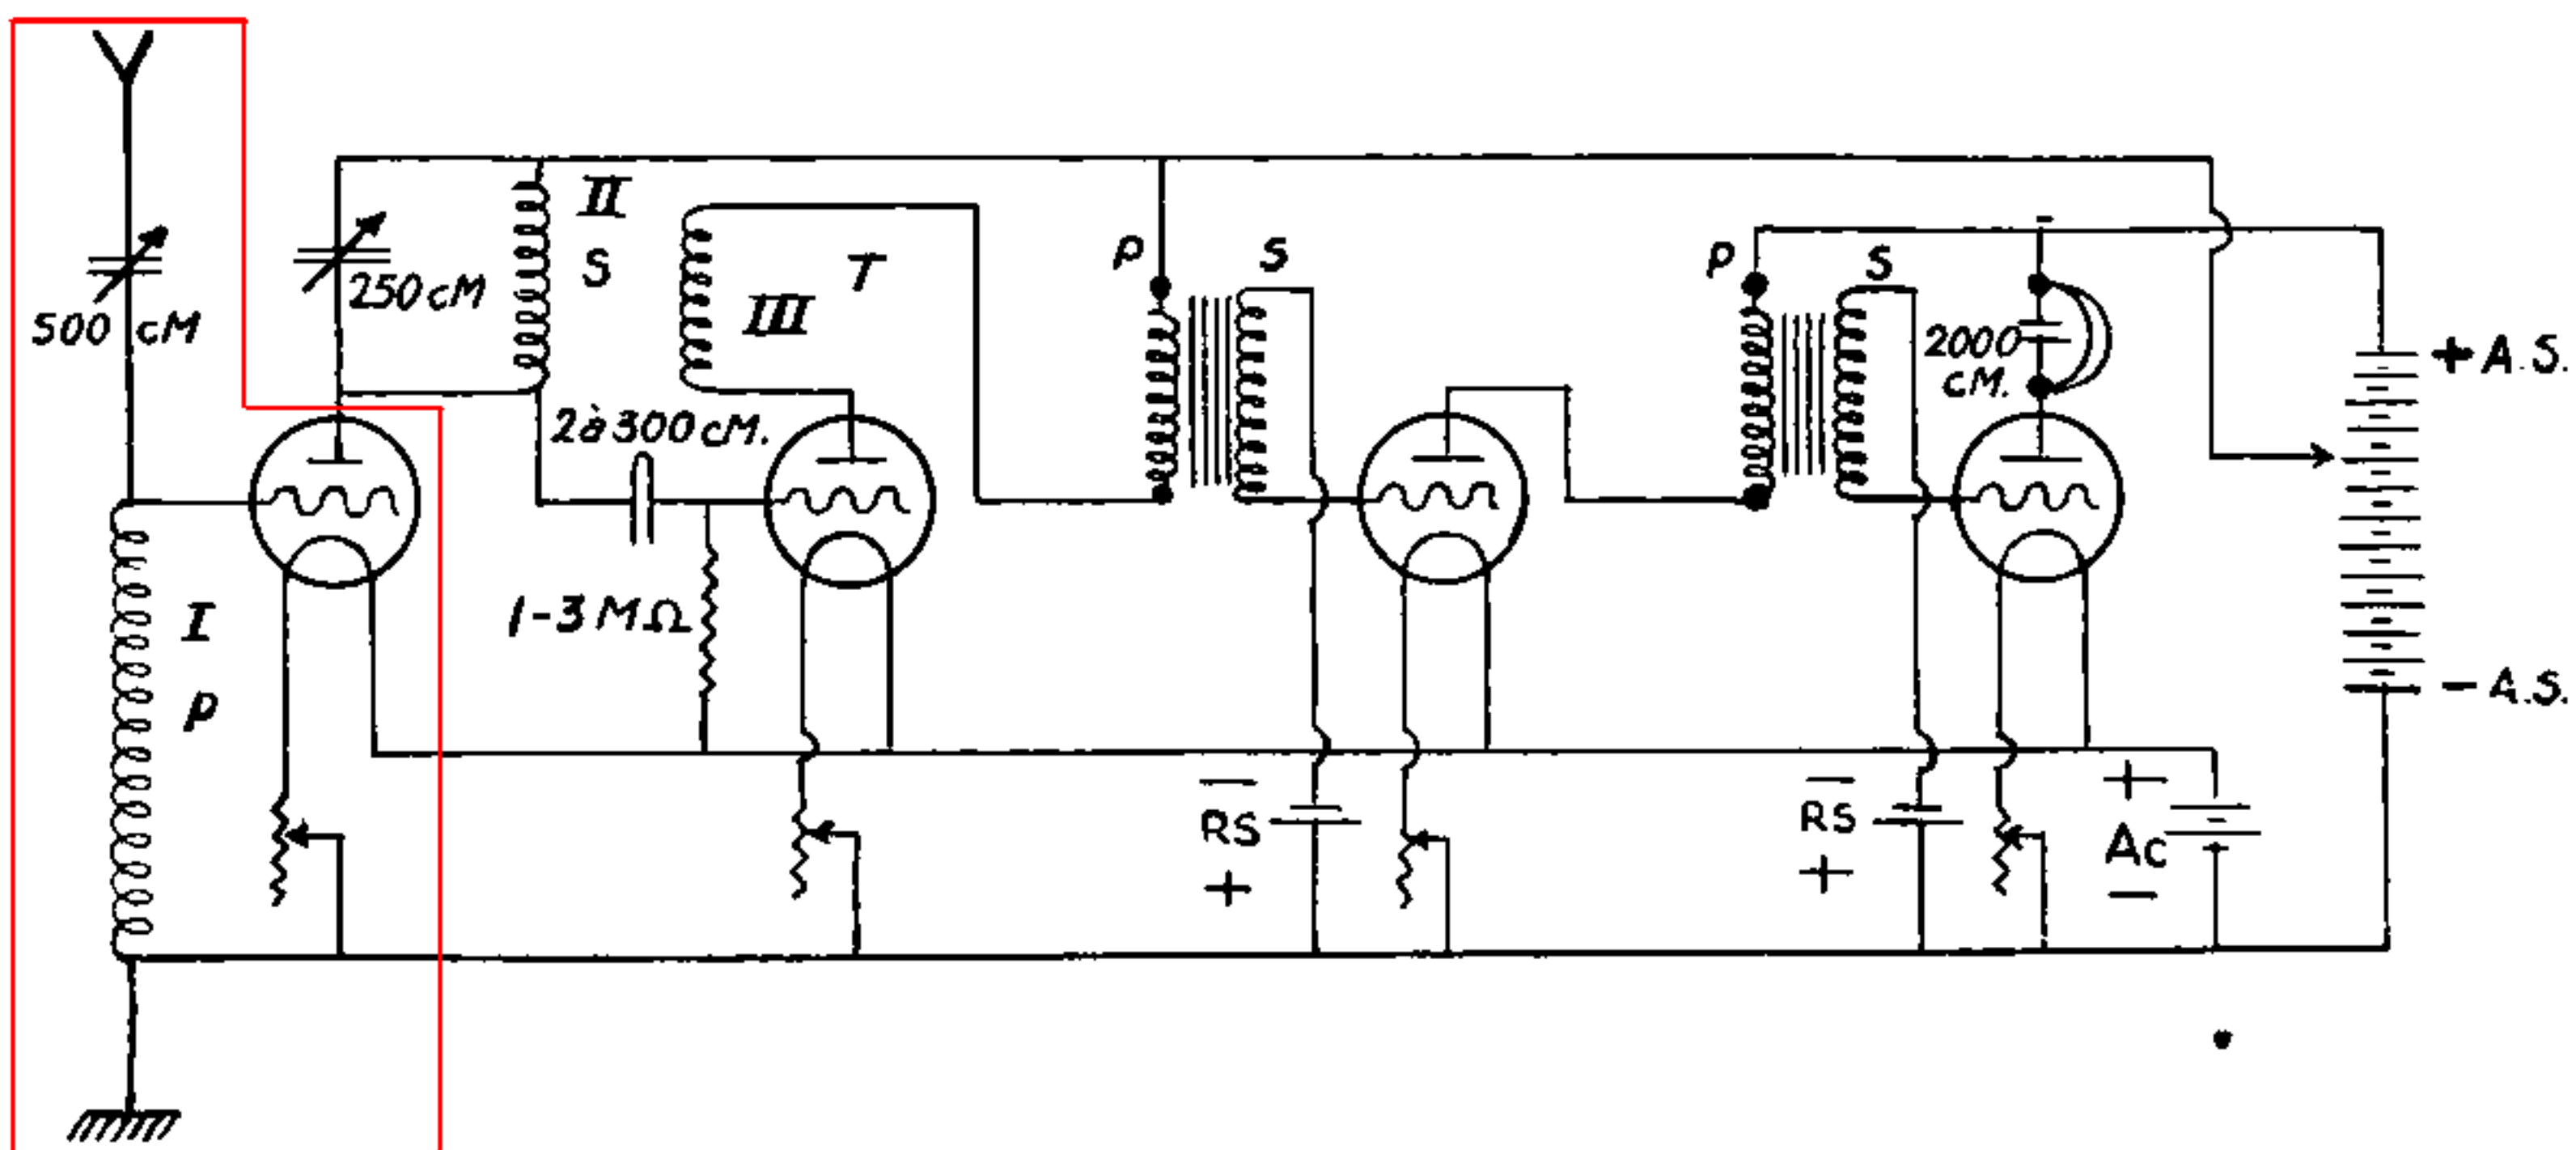 500 cM
250 cM
II
S
III
T
2 à 300 cM.
1-3 MΩ
I
P
P
S
P
S
2000
cM.
+ A.S.
- A.S.
-
RS
+
-
RS
+
+
Ac
-